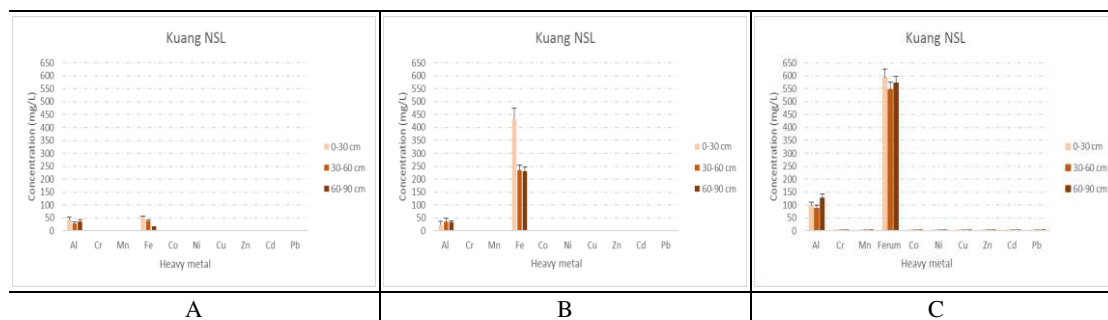 Kuang NSL
650
600
550
500
450
400
350
300
250
200
150
100
50
0
Concentration (mg/L)
Al Cr Mn Fe Co Ni Cu Zn Cd Pb
Heavy metal
0-30 cm
30-60 cm
60-90 cm
A
Kuang NSL
650
600
550
500
450
400
350
300
250
200
150
100
50
0
Concentration (mg/L)
Al Cr Mn Fe Co Ni Cu Zn Cd Pb
Heavy metal
0-30 cm
30-60 cm
60-90 cm
B
Kuang NSL
650
600
550
500
450
400
350
300
250
200
150
100
50
0
Concentration (mg/L)
Al Cr Mn Ferum Co Ni Cu Zn Cd Pb
Heavy metal
0-30 cm
30-60 cm
60-90 cm
C